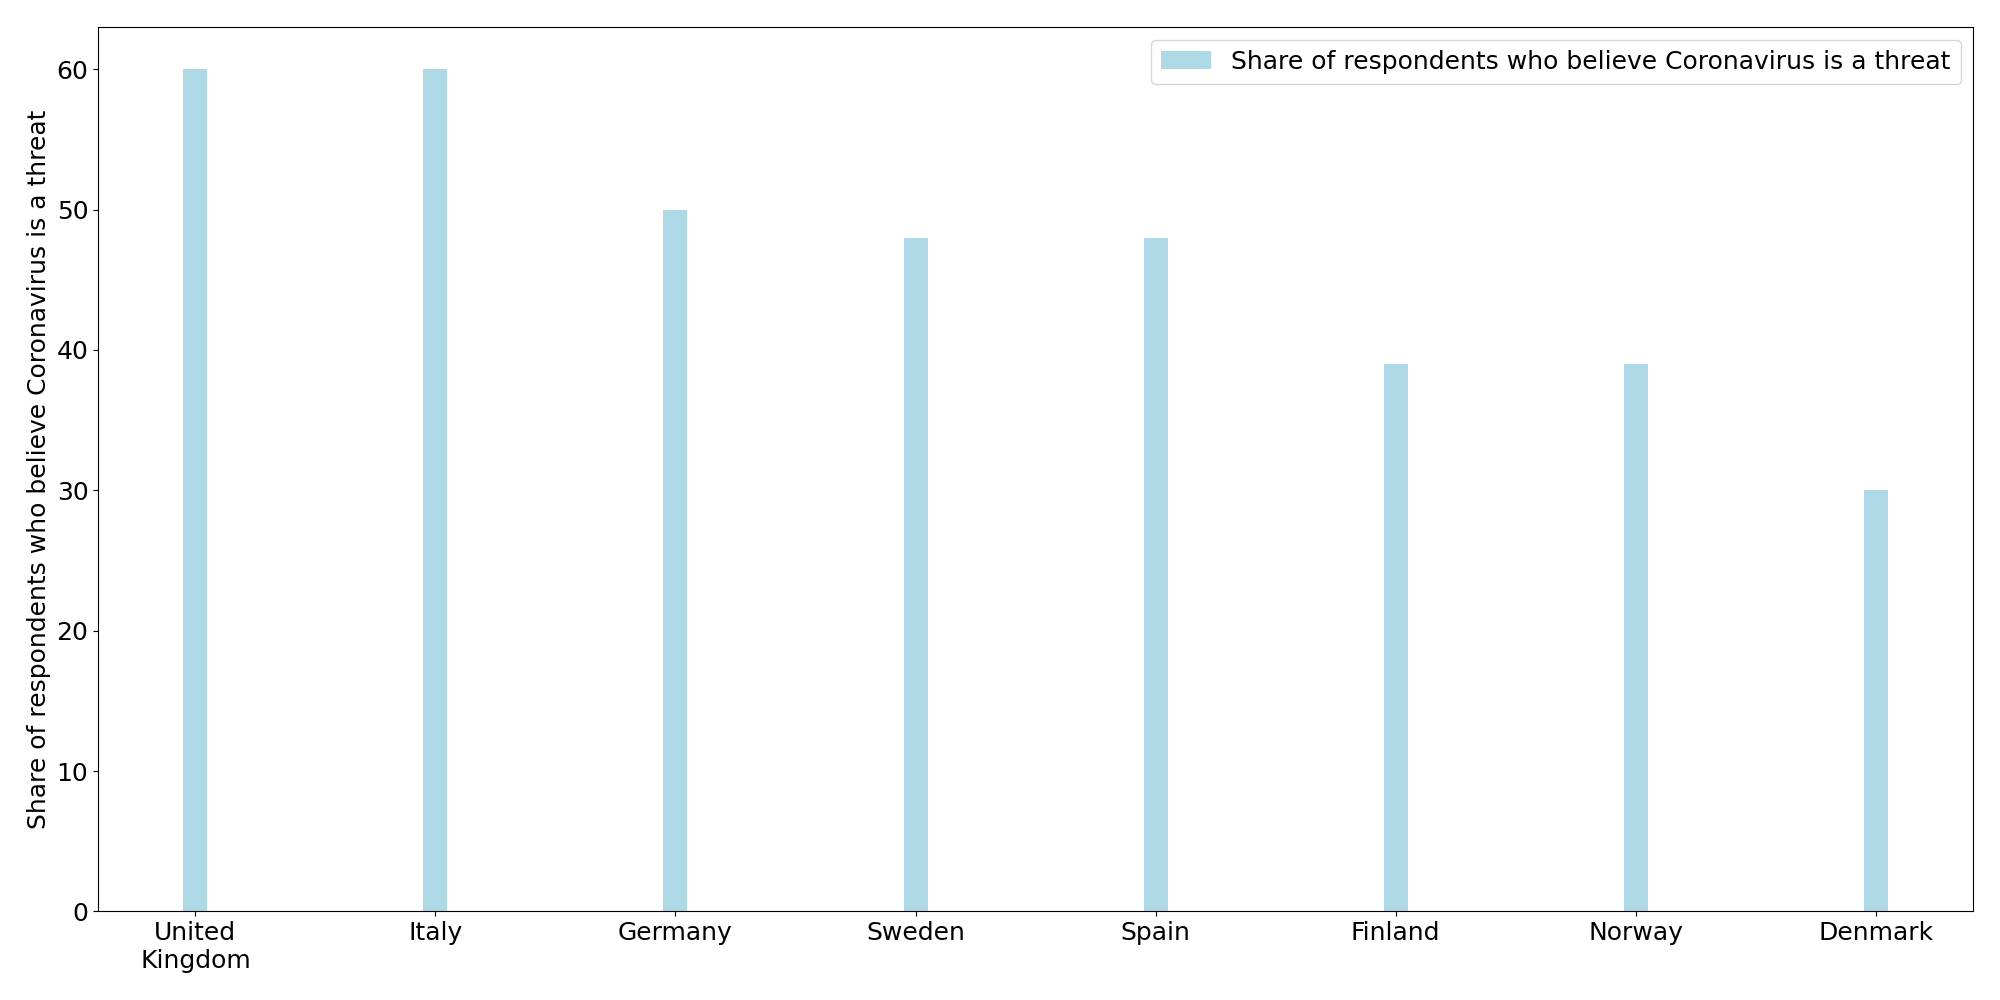 Share of respondents who believe Coronavirus is a threat
Share of respondents who believe Coronavirus is a threat
60
50
40
30
20
10
0
United
Kingdom
Italy
Germany
Sweden
Spain
Finland
Norway
Denmark